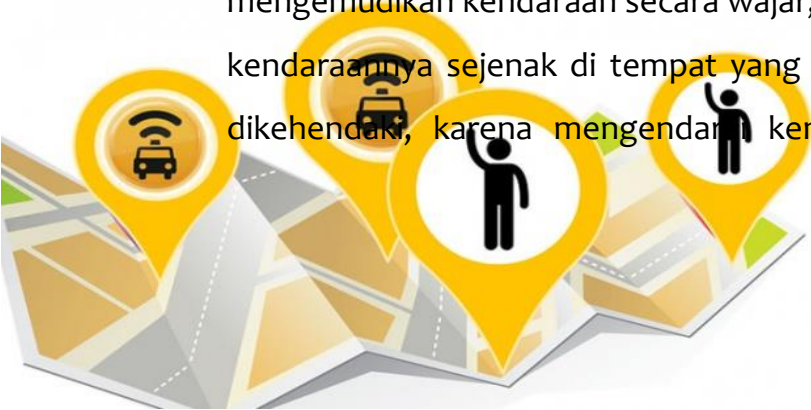 mengemudikan kendaraan secara wajar,
kendaraannya sejenak di tempat yang
dikehendaki, karena mengendarai